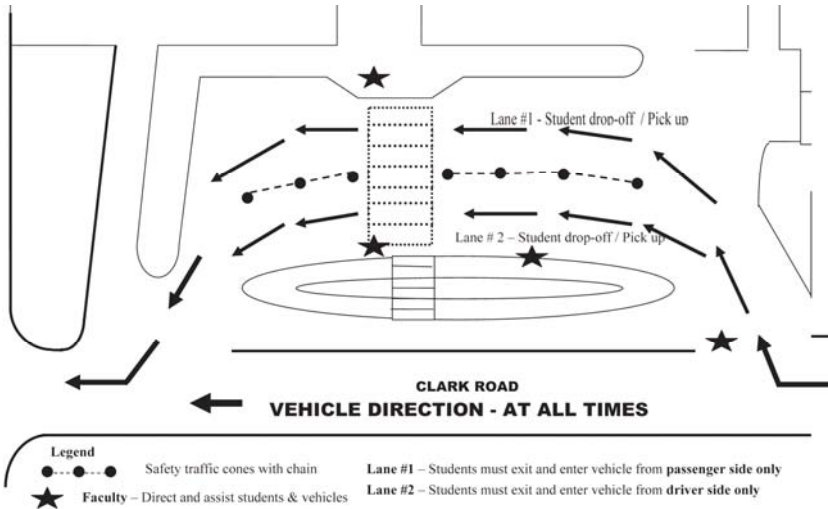 Lane #1 - Student drop-off / Pick up
Lane # 2 – Student drop-off / Pick up
CLARK ROAD
VEHICLE DIRECTION - AT ALL TIMES
Legend
Safety traffic cones with chain
Faculty – Direct and assist students & vehicles
Lane #1 – Students must exit and enter vehicle from passenger side only
Lane #2 – Students must exit and enter vehicle from driver side only